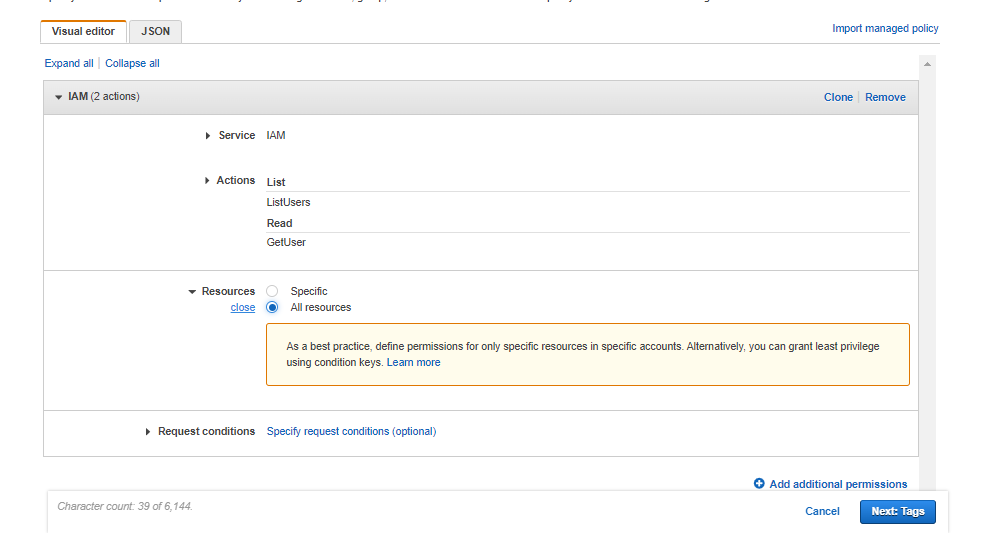 Visual editor JSON Import managed policy
Expand all Collapse all
IAM (2 actions) Clone Remove
Service IAM
Actions List
ListUsers
Read
GetUser
Resources Specific
close All resources
As a best practice, define permissions for only specific resources in specific accounts. Alternatively, you can grant least privilege
using condition keys. Learn more
Request conditions Specify request conditions (optional)
Add additional permissions
Character count: 39 of 6,144.
Cancel Next: Tags